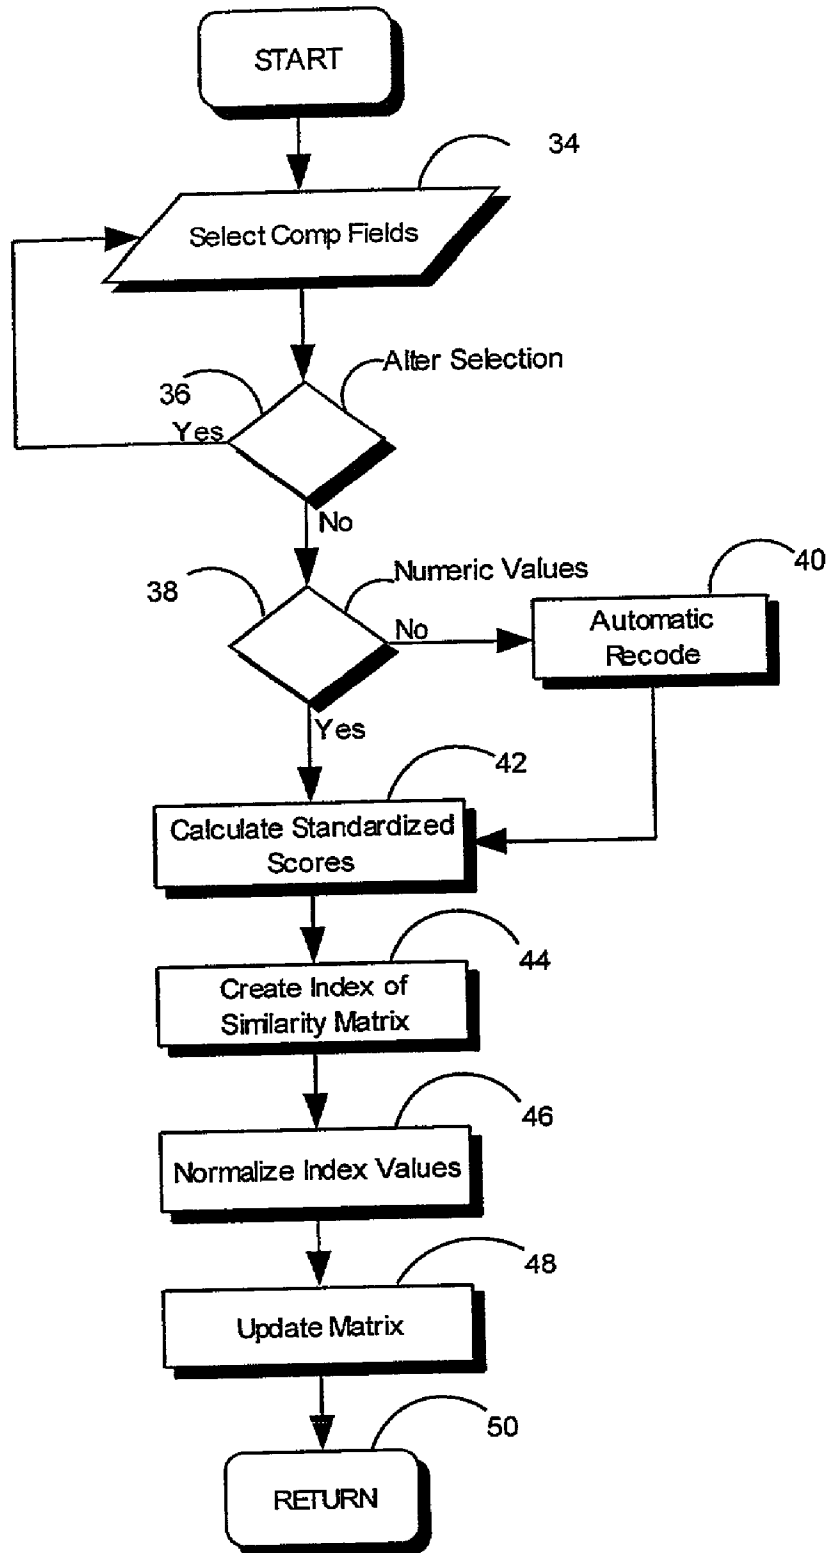 START
34
Select Comp Fields
Alter Selection
36
Yes
No
38
Numeric Values
40
No
Automatic
Recode
Yes
42
Calculate Standardized
Scores
44
Create Index of
Similarity Matrix
46
Normalize Index Values
48
Update Matrix
50
RETURN